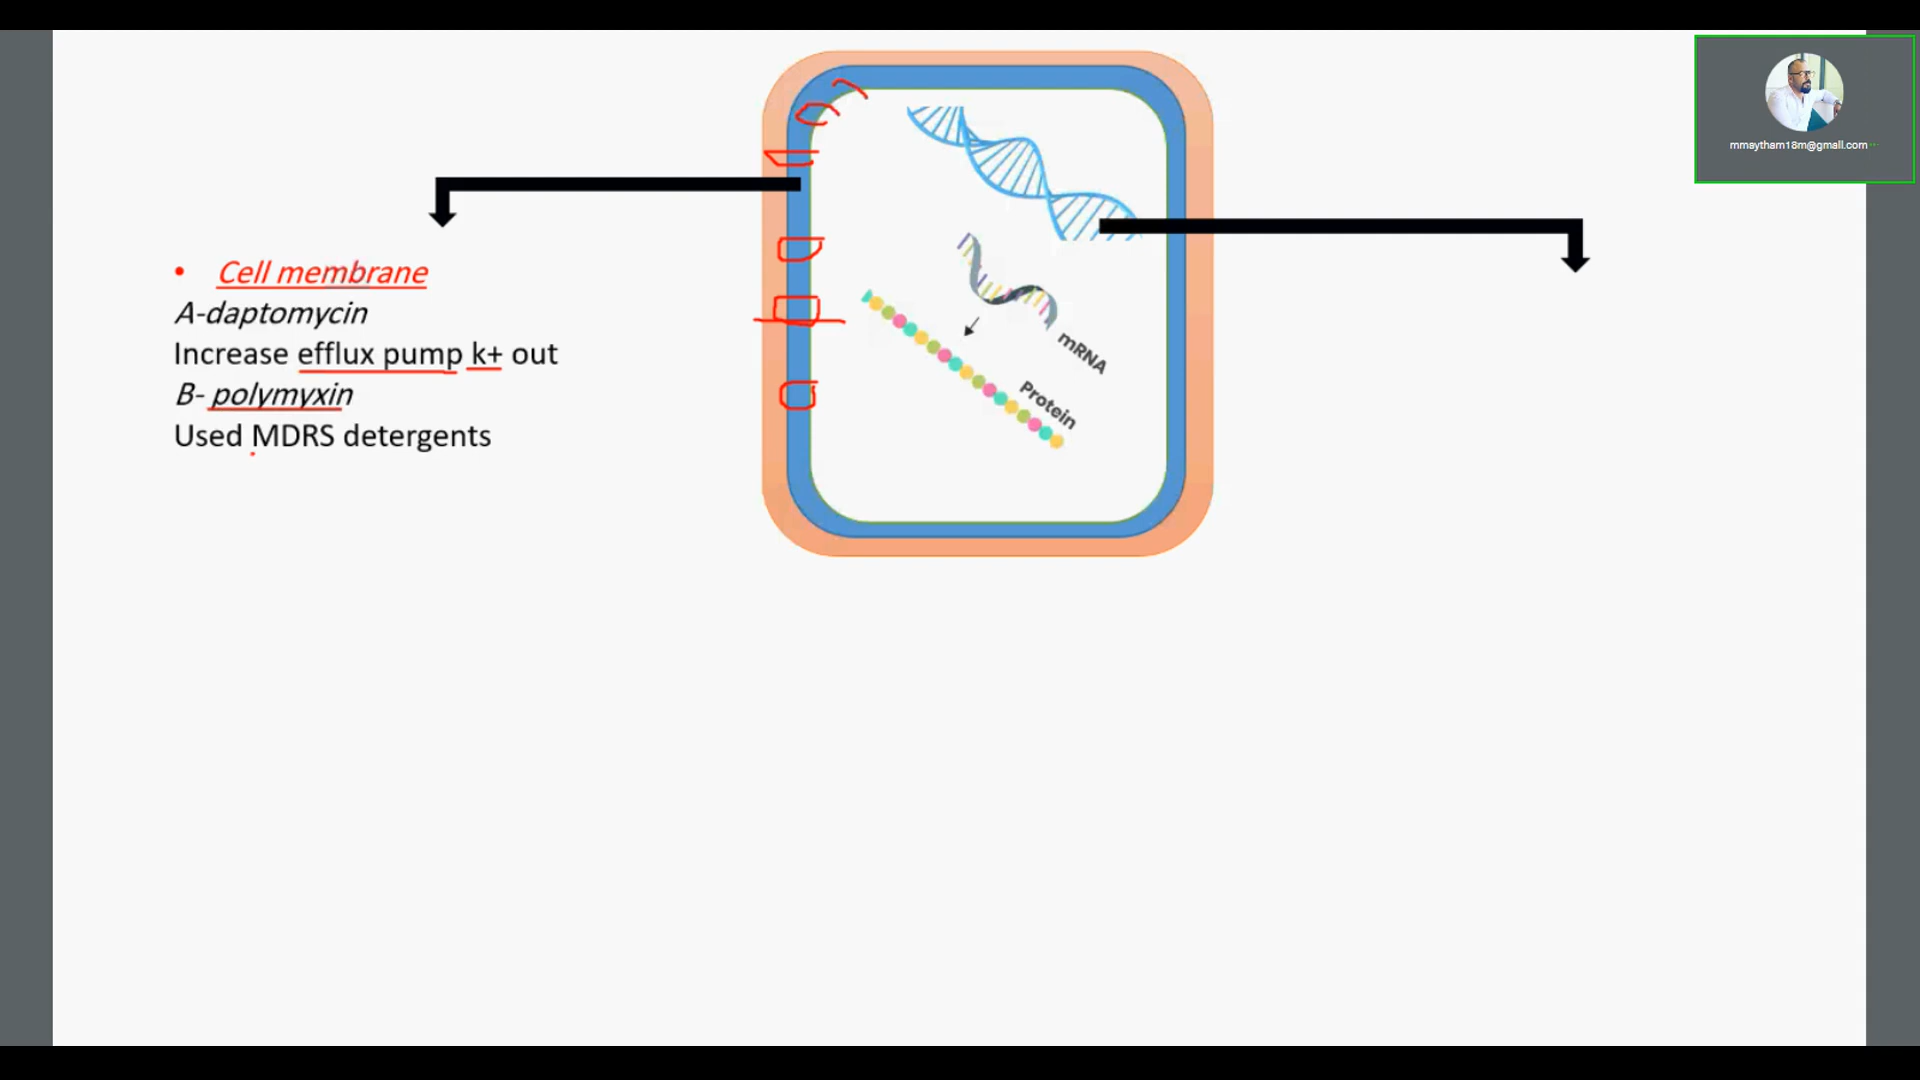 mmaytham18m@gmail.com
• Cell membrane
A-daptomycin
Increase efflux pump k+ out
B- polymyxin
Used MDRS detergents
mRNA
Protein